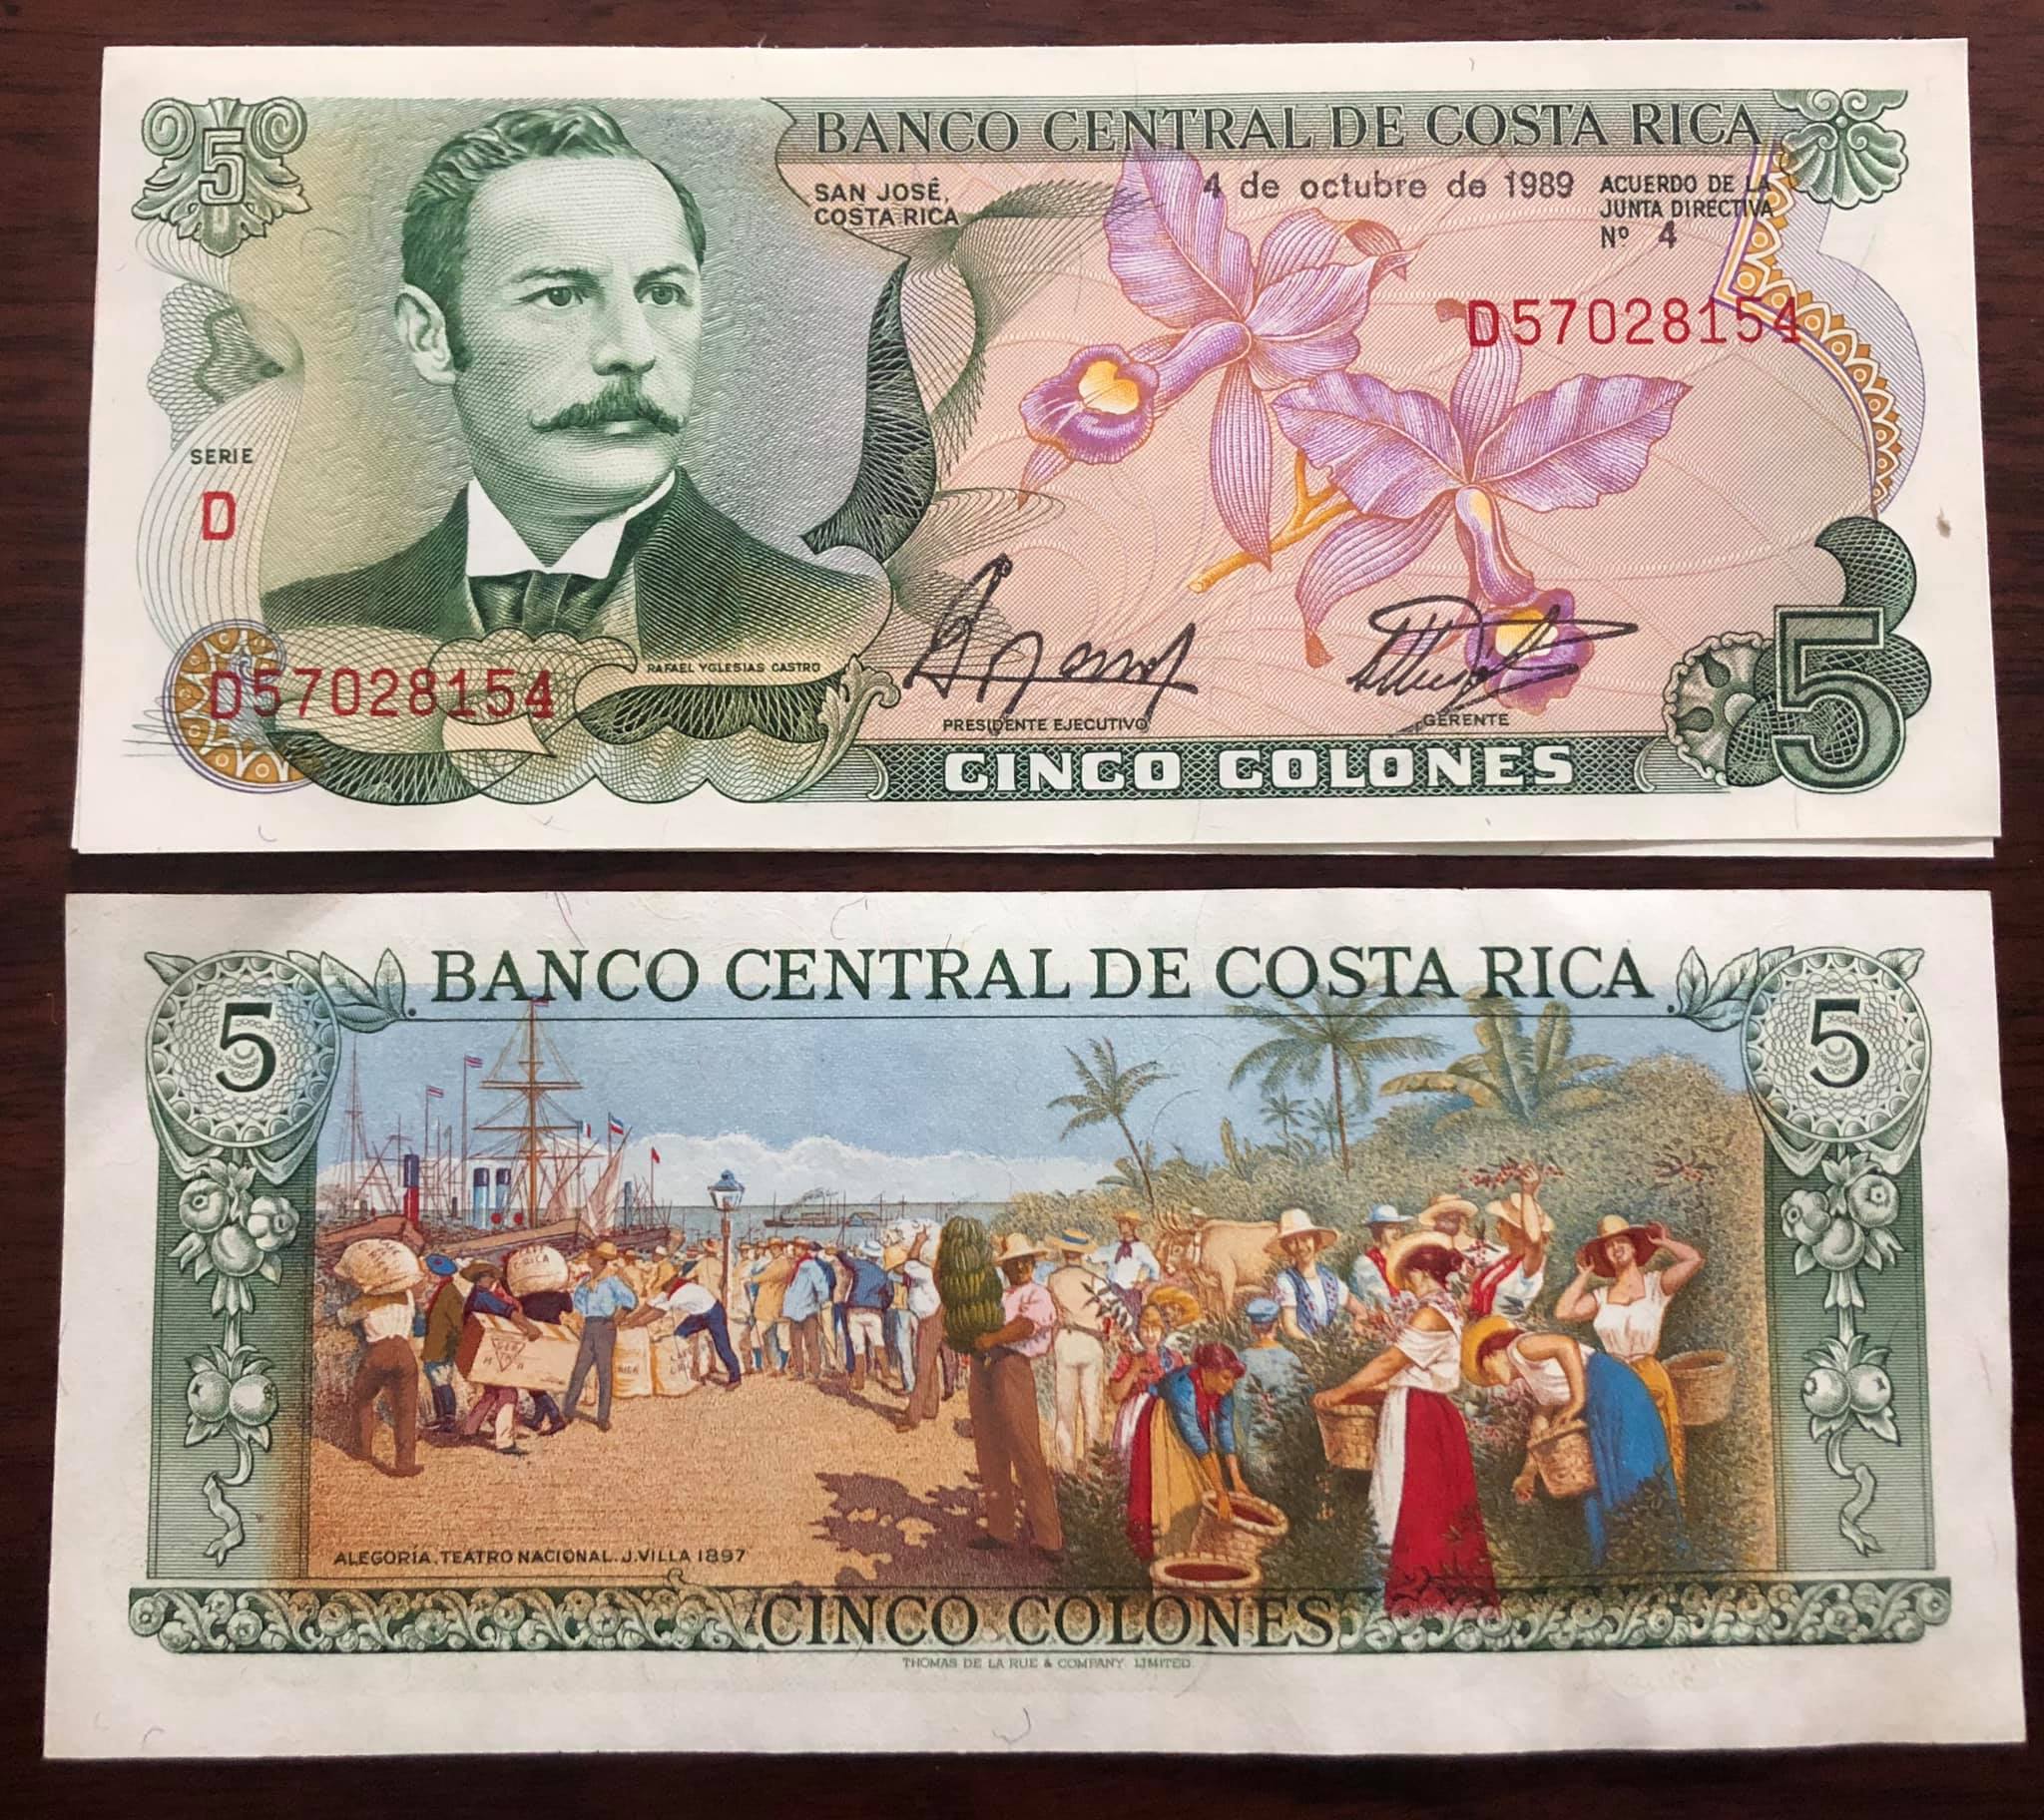 5
BANCO CENTRAL DE COSTA RICA
SAN JOSÉ,
COSTA RICA
4 de octubre de 1989
ACUERDO DE LA
JUNTA DIRECTIVA
Nº 4
D57028154
SERIE
D
RAFAEL YGLESIAS CASTRO
D57028154
PRESIDENTE EJECUTIVO
GERENTE
CINCO COLONES
5
BANCO CENTRAL DE COSTA RICA
5
5
ALEGORÍA. TEATRO NACIONAL. J. VILLA 1897
CINCO COLONES
THOMAS DE LA RUE & COMPANY LIMITED.